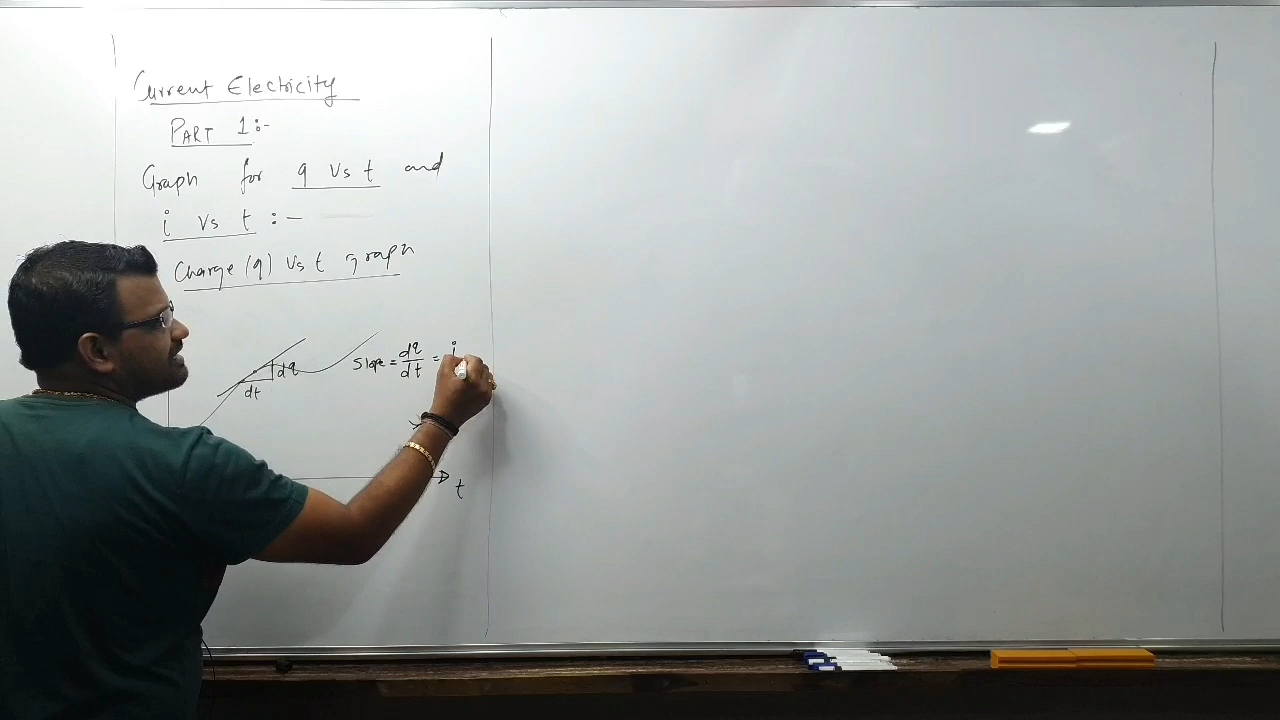 Current Electricity
PART 1:-
Graph for q Vs t and
i Vs t :-
Charge (q) Vs t graph
Slope = dq/dt = i
dq
dt
t